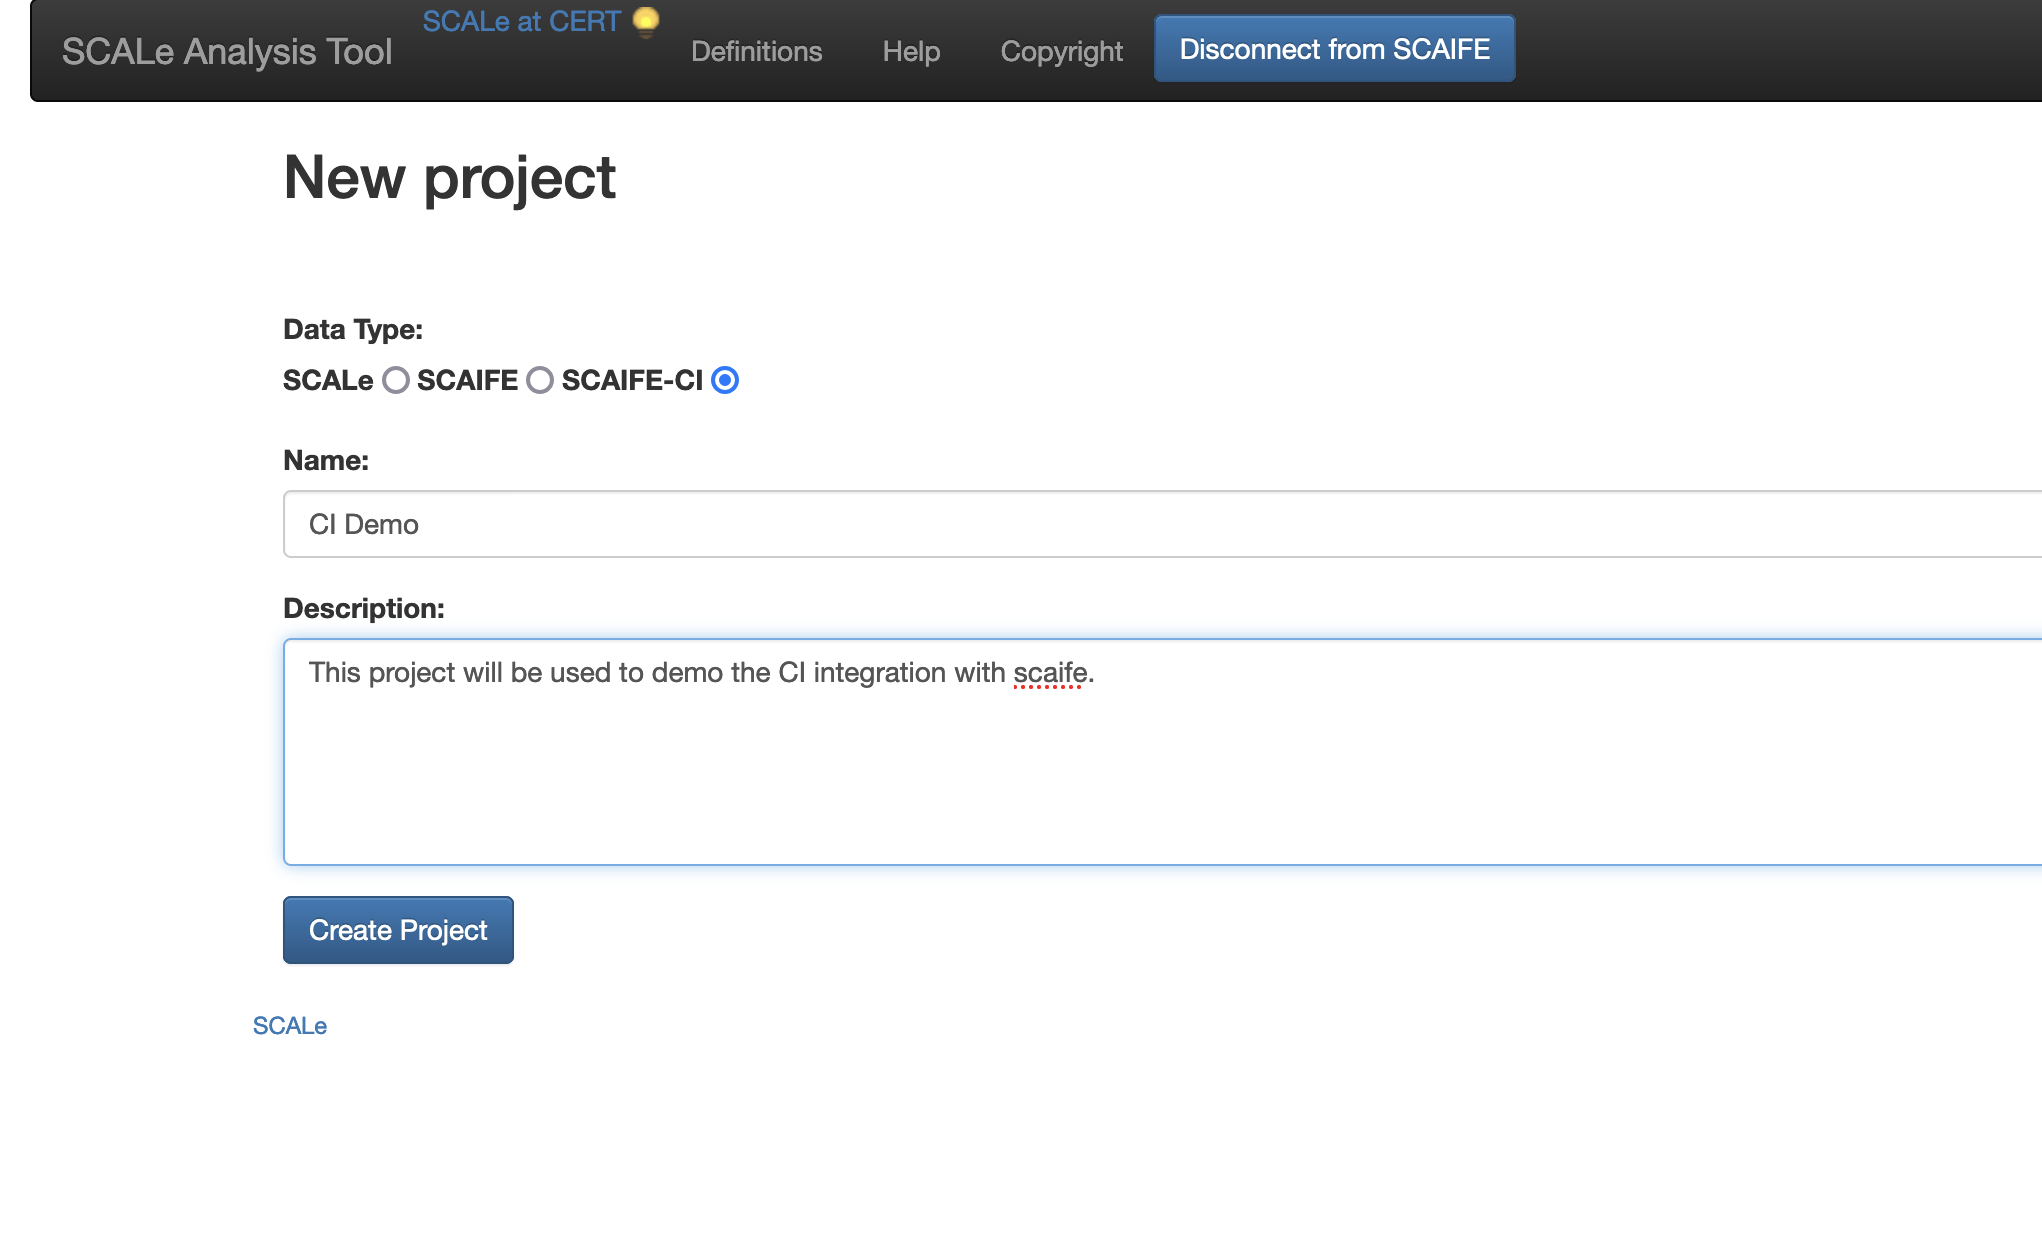 SCALe Analysis Tool
SCALe at CERT
Definitions
Help
Copyright
Disconnect from SCAIFE
New project
Data Type:
SCALe SCAIFE SCAIFE-CI
Name:
CI Demo
Description:
This project will be used to demo the CI integration with scaife.
Create Project
SCALe